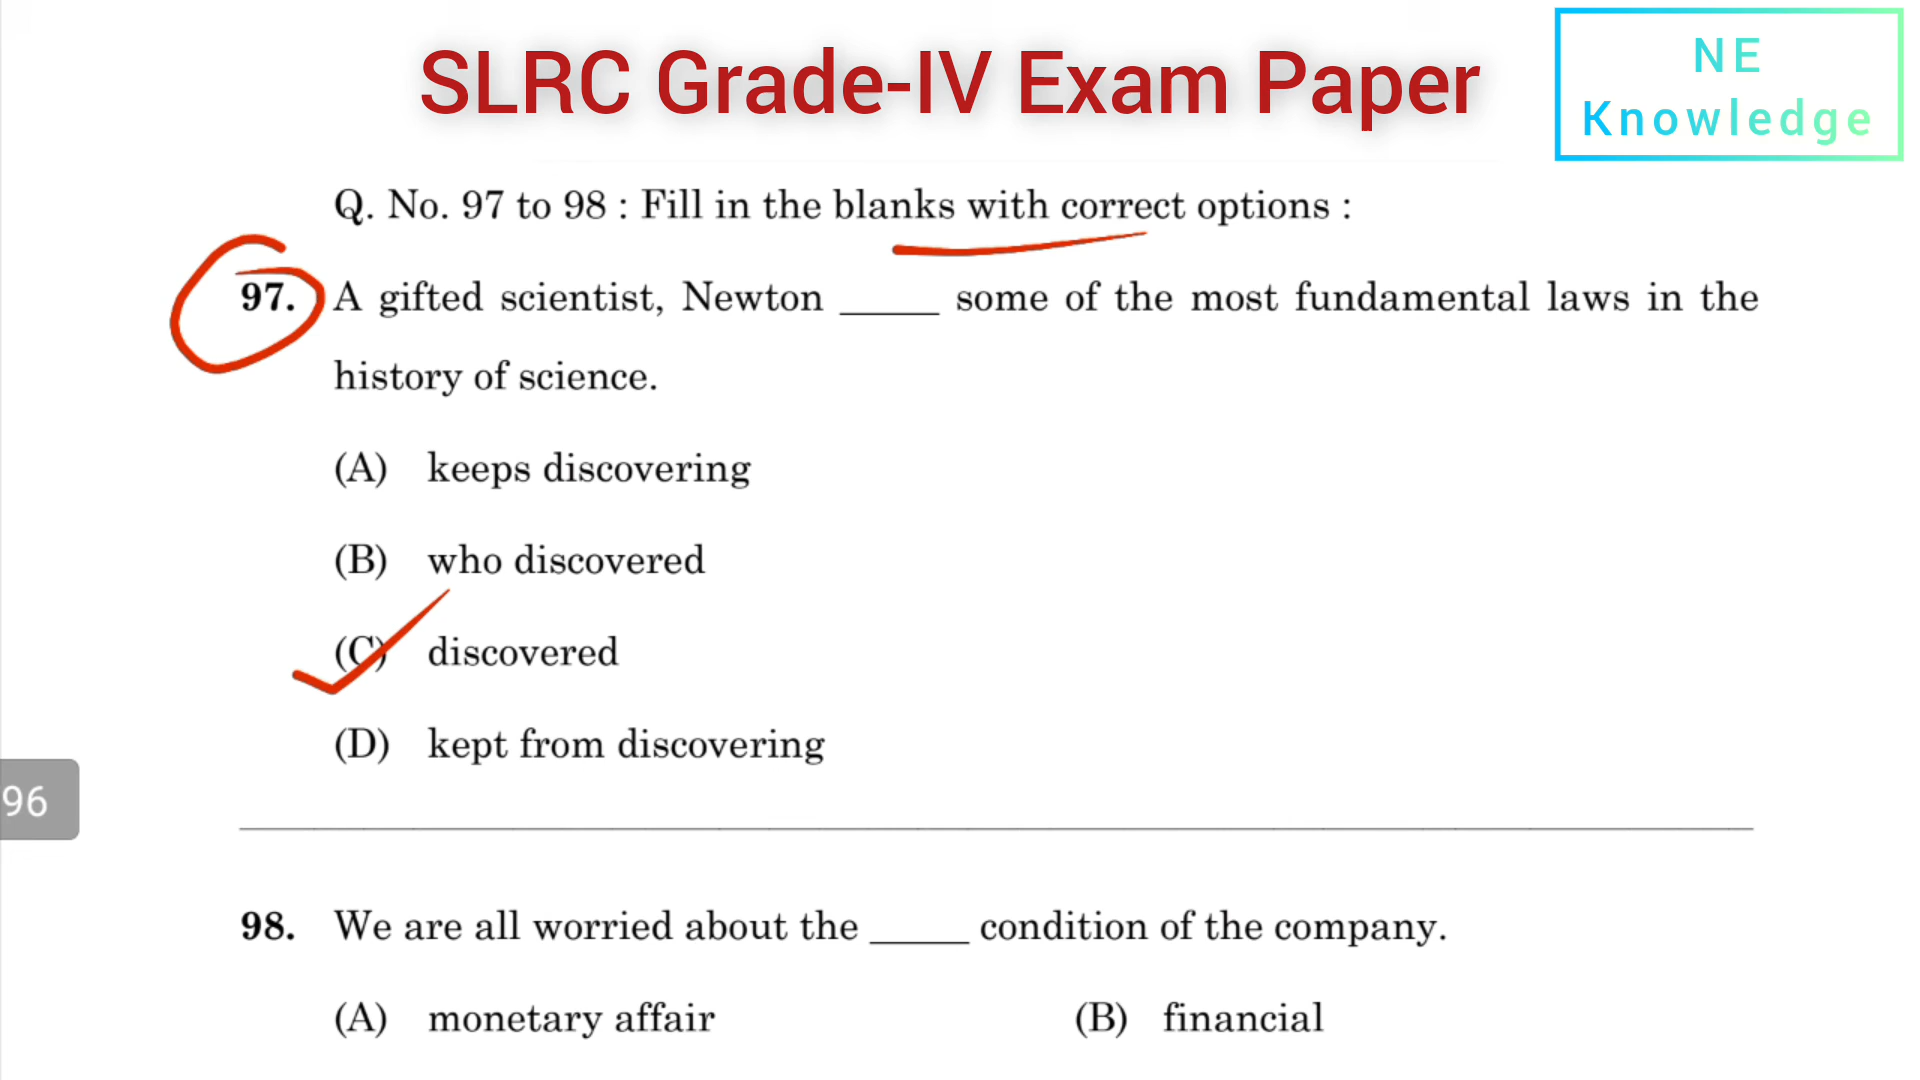 SLRC Grade-IV Exam Paper
NE
Knowledge
Q. No. 97 to 98 : Fill in the blanks with correct options :
97. A gifted scientist, Newton _____ some of the most fundamental laws in the
history of science.
(A) keeps discovering
(B) who discovered
(C) discovered
(D) kept from discovering
96
98. We are all worried about the _____ condition of the company.
(A) monetary affair (B) financial